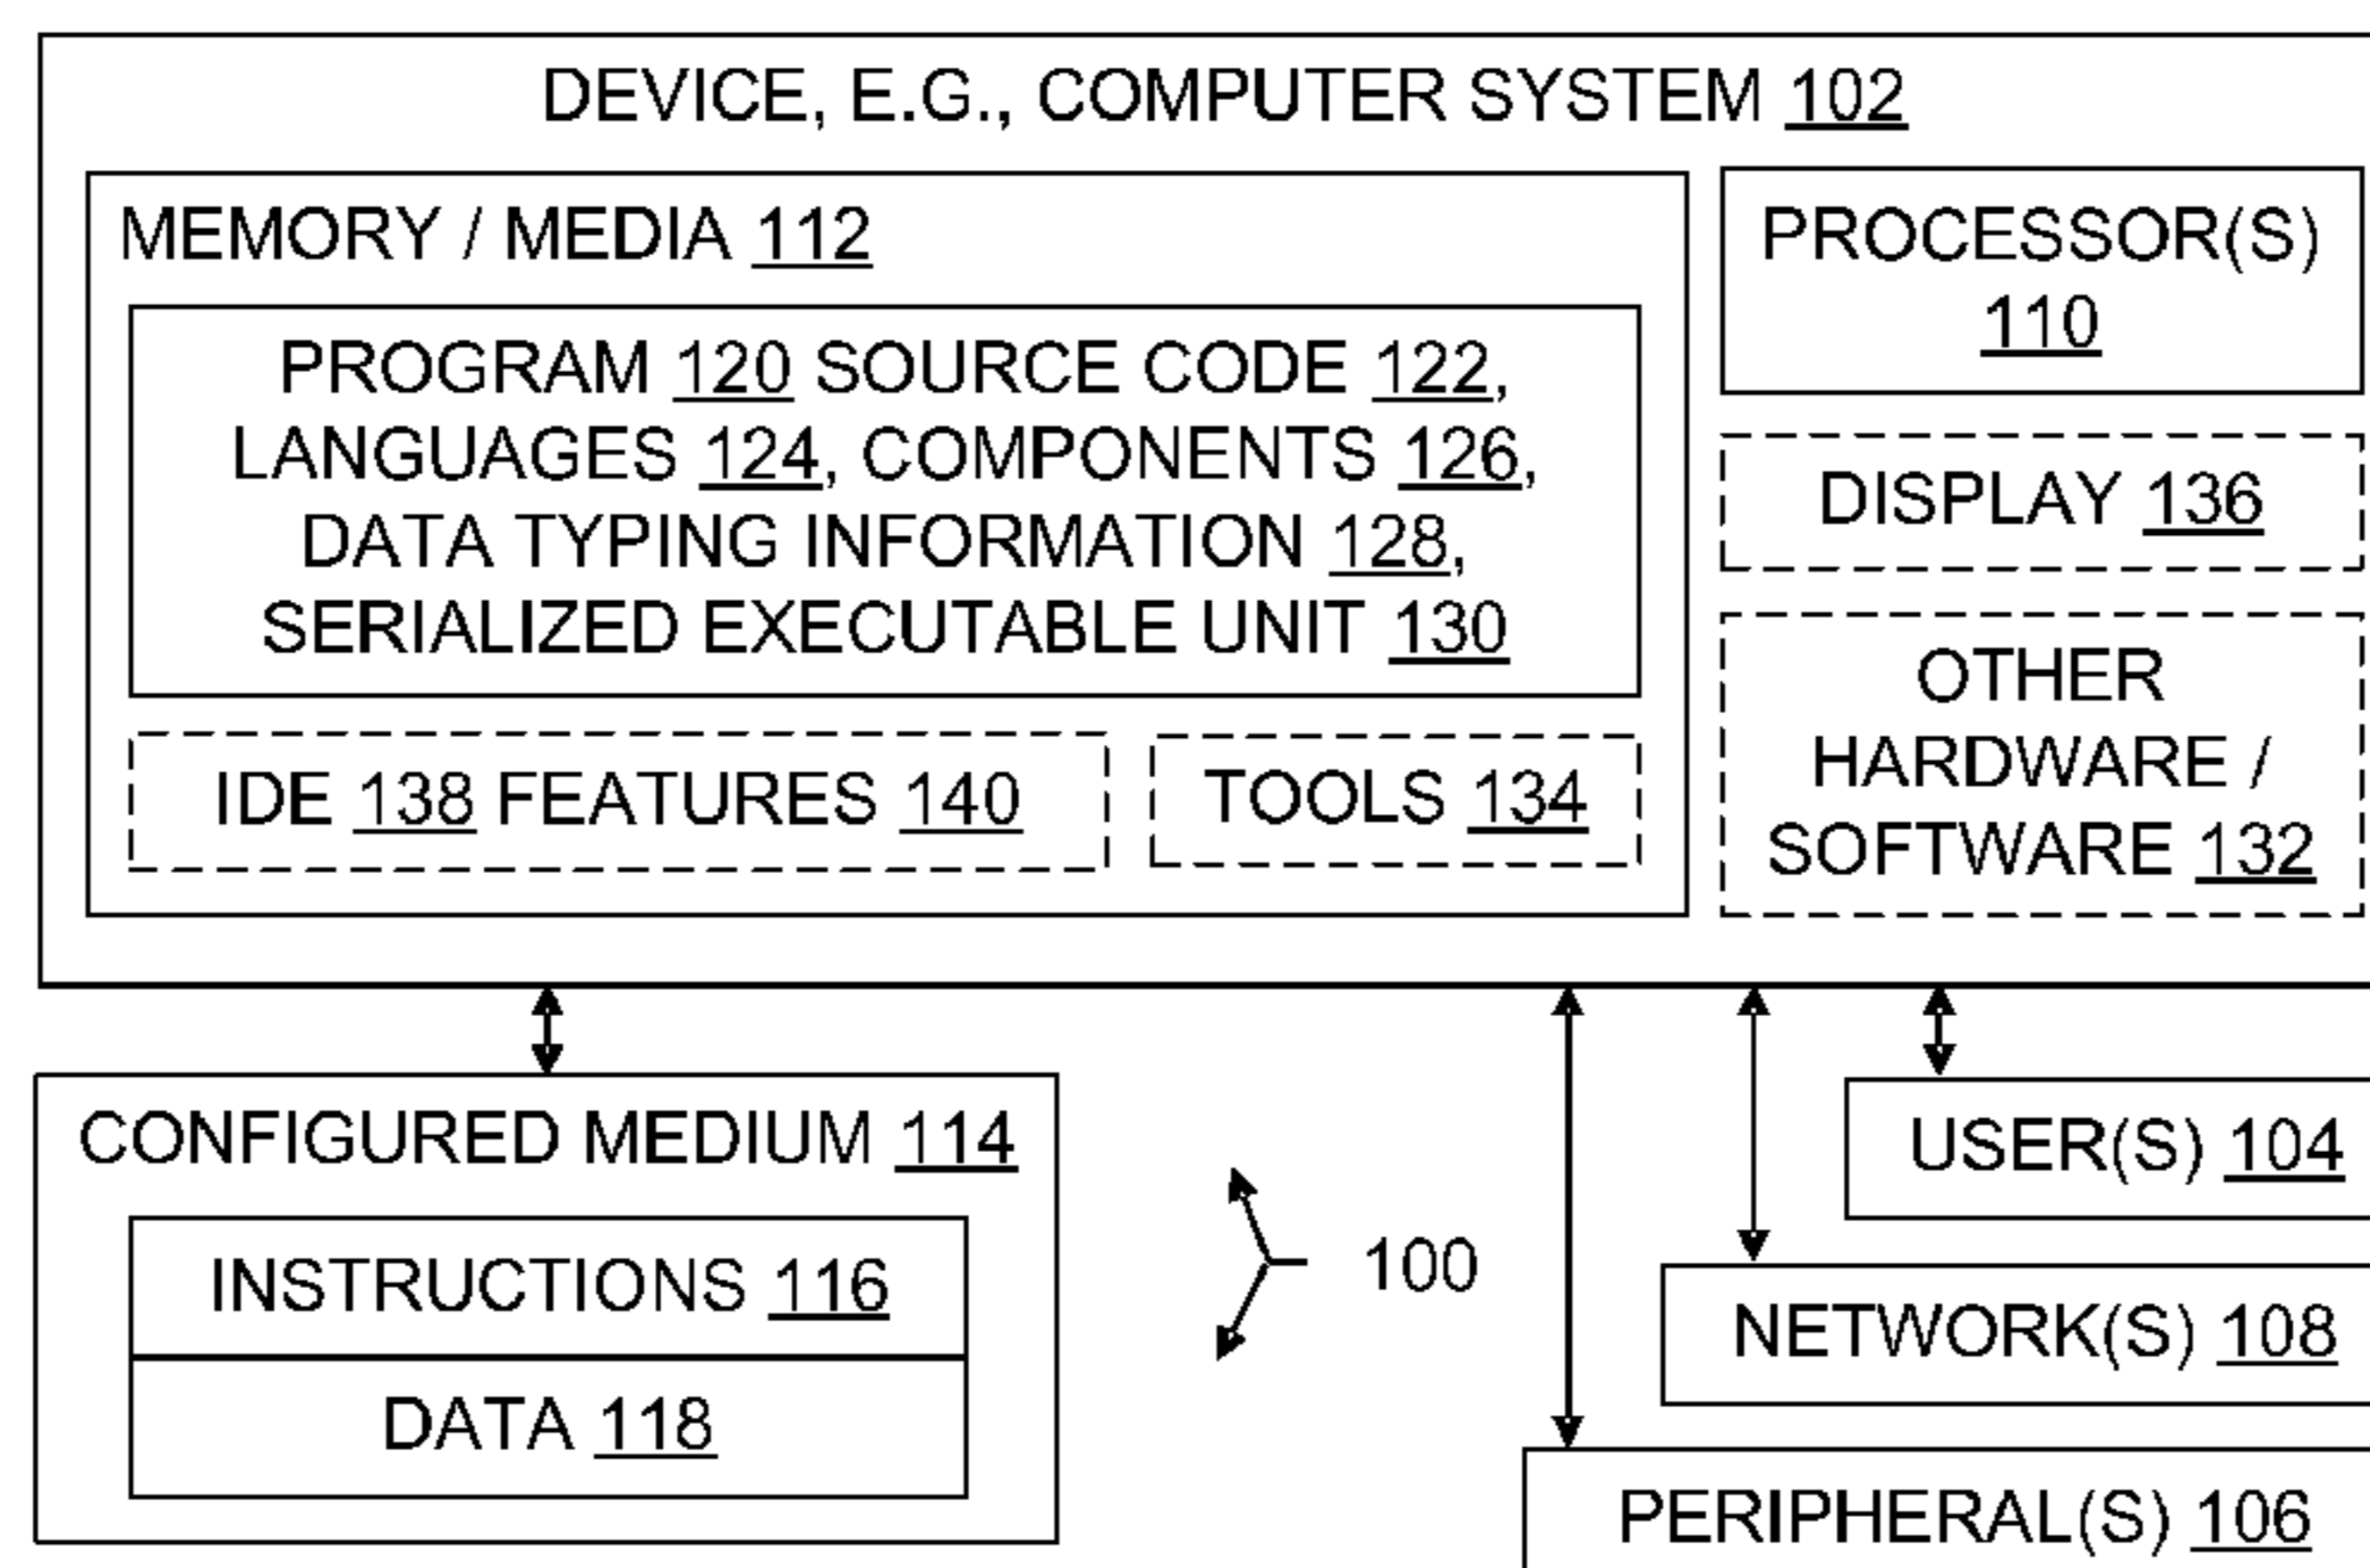 DEVICE, E.G., COMPUTER SYSTEM 102
MEMORY / MEDIA 112
PROGRAM 120 SOURCE CODE 122,
LANGUAGES 124, COMPONENTS 126,
DATA TYPING INFORMATION 128,
SERIALIZED EXECUTABLE UNIT 130
IDE 138 FEATURES 140
TOOLS 134
PROCESSOR(S)
110
DISPLAY 136
OTHER
HARDWARE /
SOFTWARE 132
CONFIGURED MEDIUM 114
INSTRUCTIONS 116
DATA 118
100
USER(S) 104
NETWORK(S) 108
PERIPHERAL(S) 106